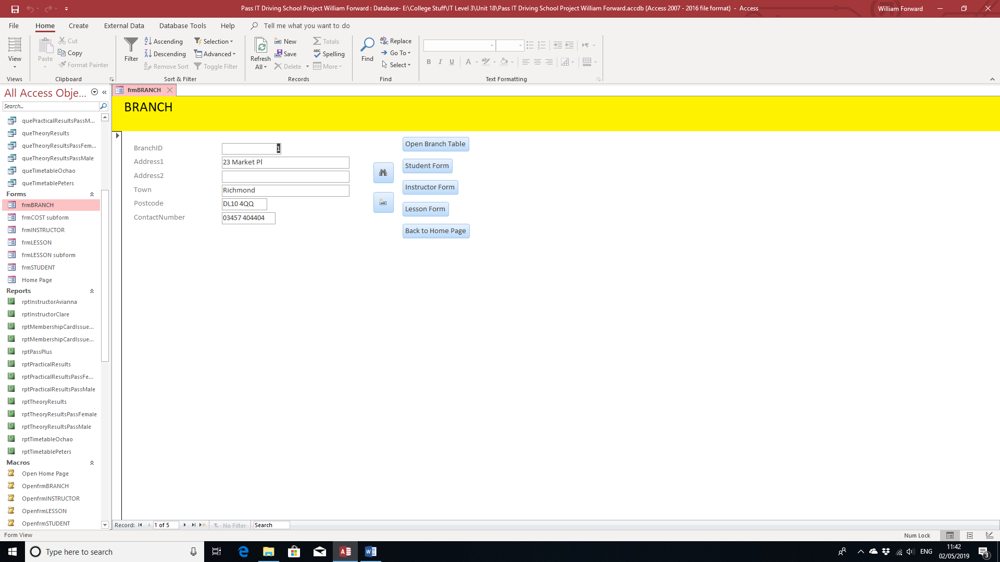 Pass IT Driving School Project William Forward : Database- E:\College Stuff\IT Level 3\Unit 18\Pass IT Driving School Project William Forward.accdb (Access 2007 - 2016 file format) - Access
William Forward
File Home Create External Data Database Tools Help Tell me what you want to do
View
Views
Paste
Cut
Copy
Format Painter
Clipboard
Filter
Ascending
Descending
Remove Sort
Selection
Advanced
Toggle Filter
Sort & Filter
Refresh
All
New
Save
Delete
Totals
Spelling
More
Records
Find
Replace
Go To
Select
Find
B I U A
Text Formatting
All Access Obje...
Search...
quePracticalResultsPassM...
queTheoryResults
queTheoryResultsPassFem...
queTheoryResultsPassMale
queTimetableOchao
queTimetablePeters
Forms
frmBRANCH
frmCOST subform
frmINSTRUCTOR
frmLESSON
frmLESSON subform
frmSTUDENT
Home Page
Reports
rptInstructorAvianna
rptInstructorClare
rptMembershipCardIssue...
rptMembershipCardIssue...
rptPassPlus
rptPracticalResults
rptPracticalResultsPassFe...
rptPracticalResultsPassMale
rptTheoryResults
rptTheoryResultsPassFemale
rptTheoryResultsPassMale
rptTimetableOchao
rptTimetablePeters
Macros
Open Home Page
OpenfrmBRANCH
OpenfrmINSTRUCTOR
OpenfrmLESSON
OpenfrmSTUDENT
frmBRANCH
BRANCH
BranchID 1
Address1 23 Market Pl
Address2
Town Richmond
Postcode DL10 4QQ
ContactNumber 03457 404404
Open Branch Table
Student Form
Instructor Form
Lesson Form
Back to Home Page
Record: 1 of 5 No Filter Search
Form View
Num Lock
Type here to search
ENG
11:42
02/05/2019
3